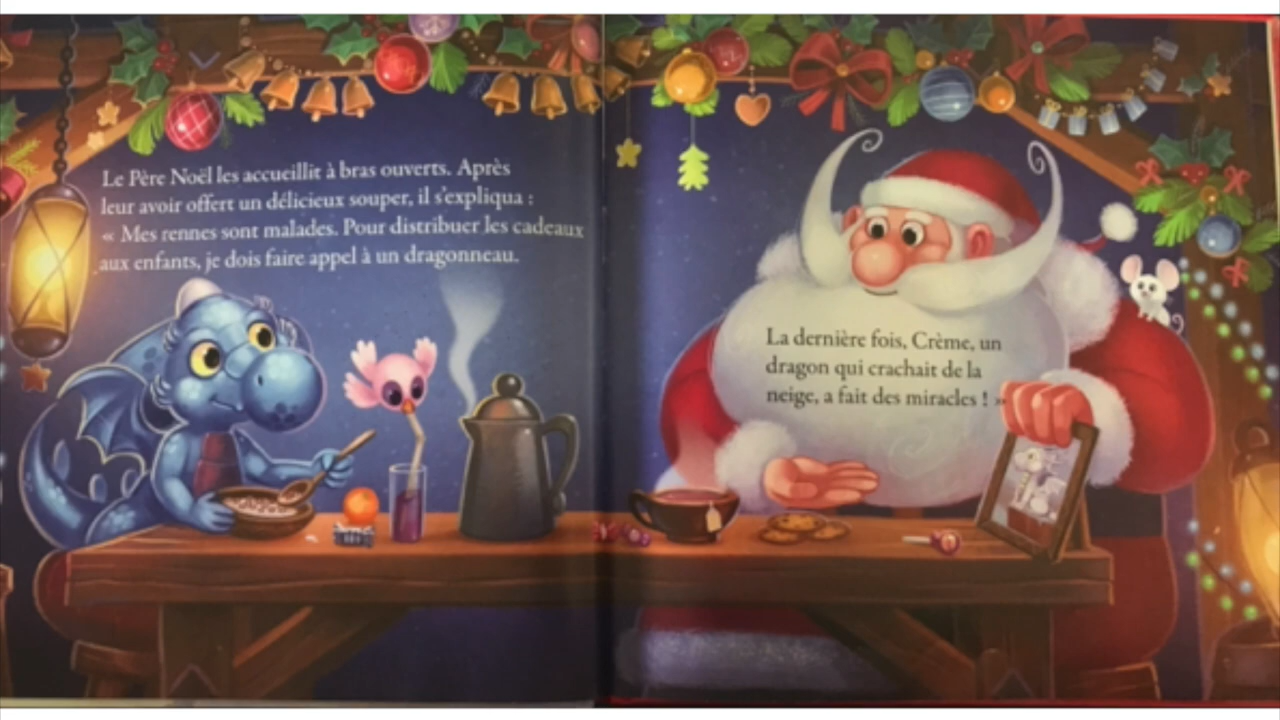 Le Père Noël les accueillit à bras ouverts. Après
leur avoir offert un délicieux souper, il s'expliqua :
« Mes rennes sont malades. Pour distribuer les cadeaux
aux enfants, je dois faire appel à un dragonneau.
La dernière fois, Crème, un
dragon qui crachait de la
neige, a fait des miracles ! »